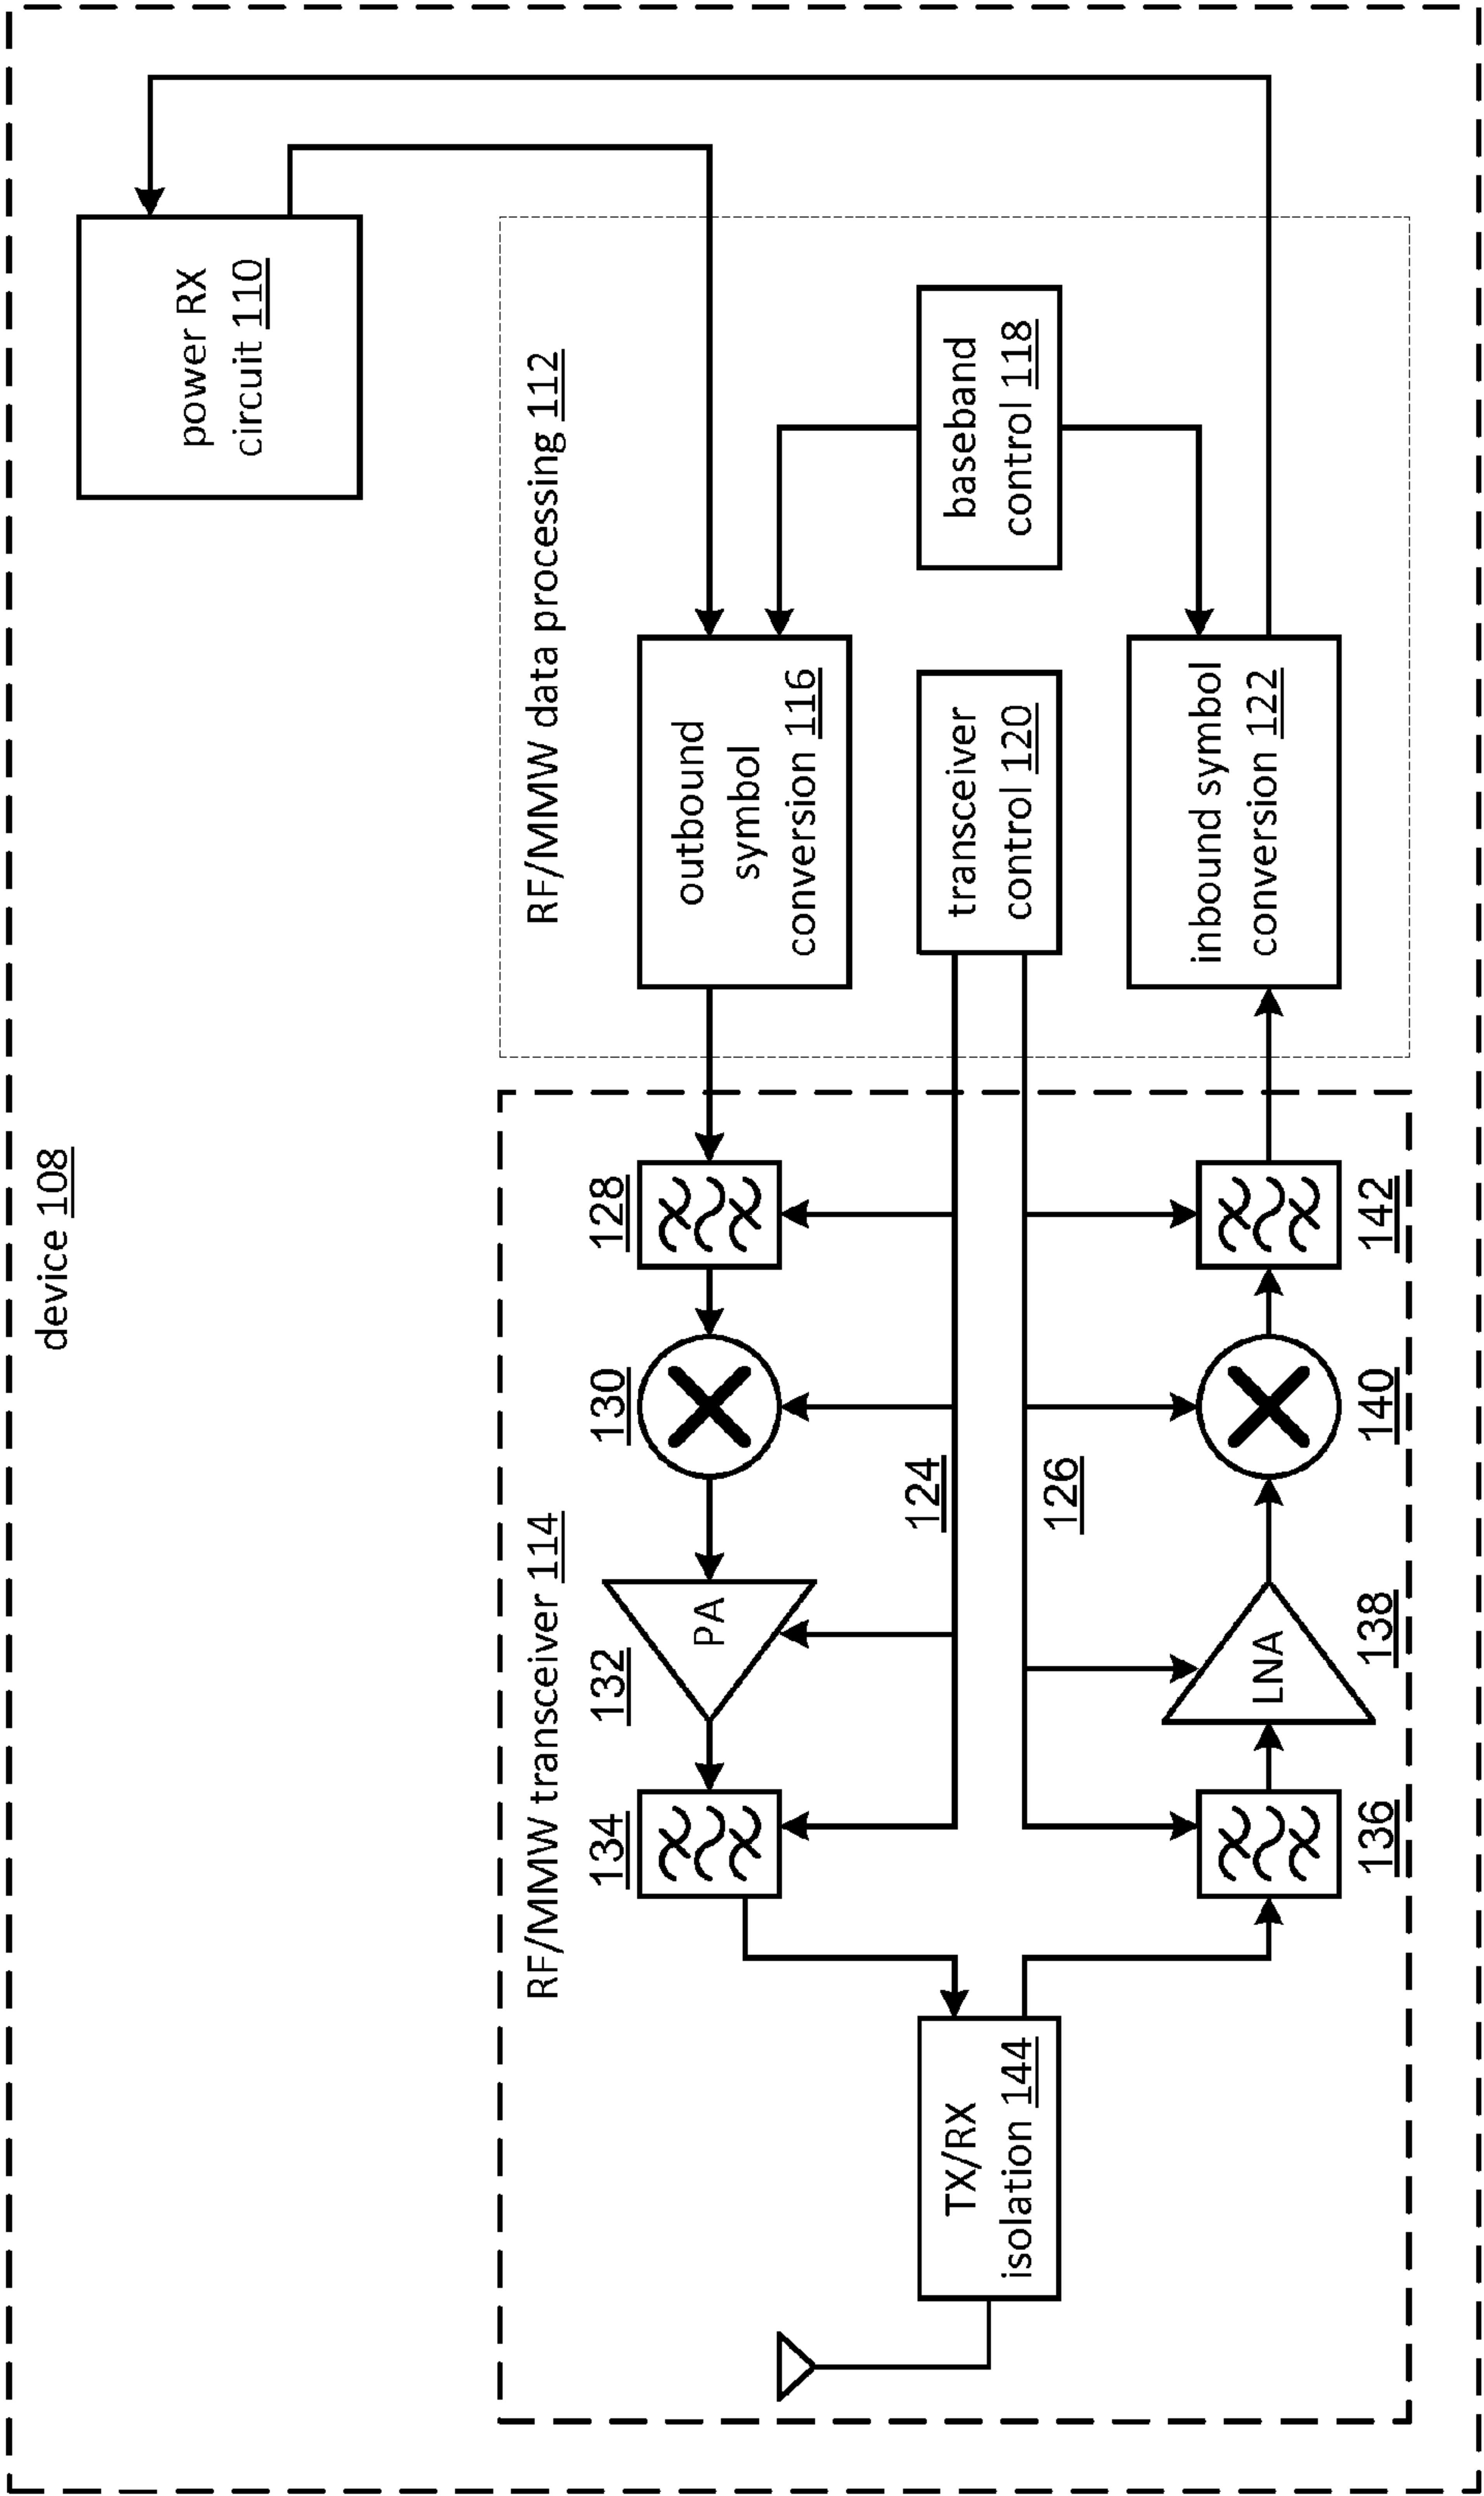 device 108
power RX
circuit 110
RF/MMW transceiver 114
RF/MMW data processing 112
134
132
130
128
PA
outbound
symbol
conversion 116
124
TX/RX
isolation 144
transceiver
control 120
baseband
control 118
126
LNA
inbound symbol
conversion 122
136
138
140
142